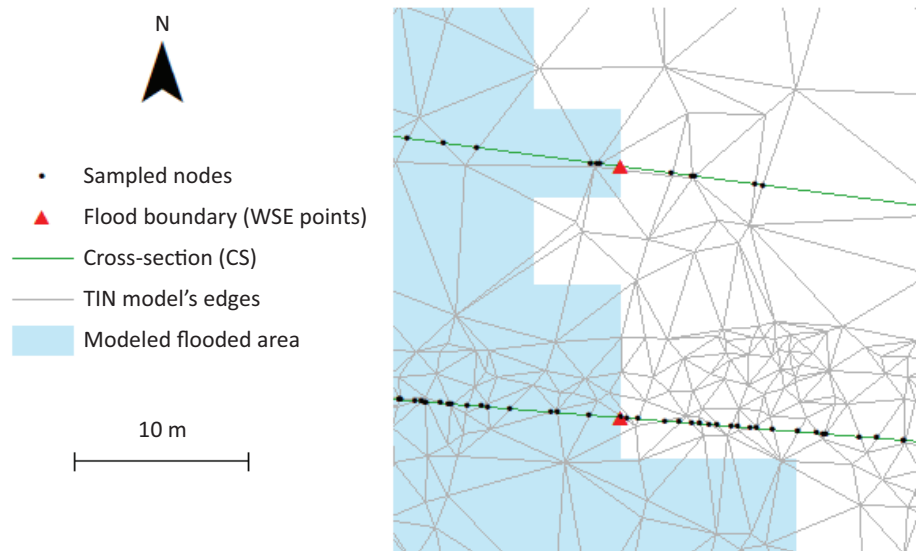 N
Sampled nodes
Flood boundary (WSE points)
Cross-section (CS)
TIN model's edges
Modeled flooded area
10 m